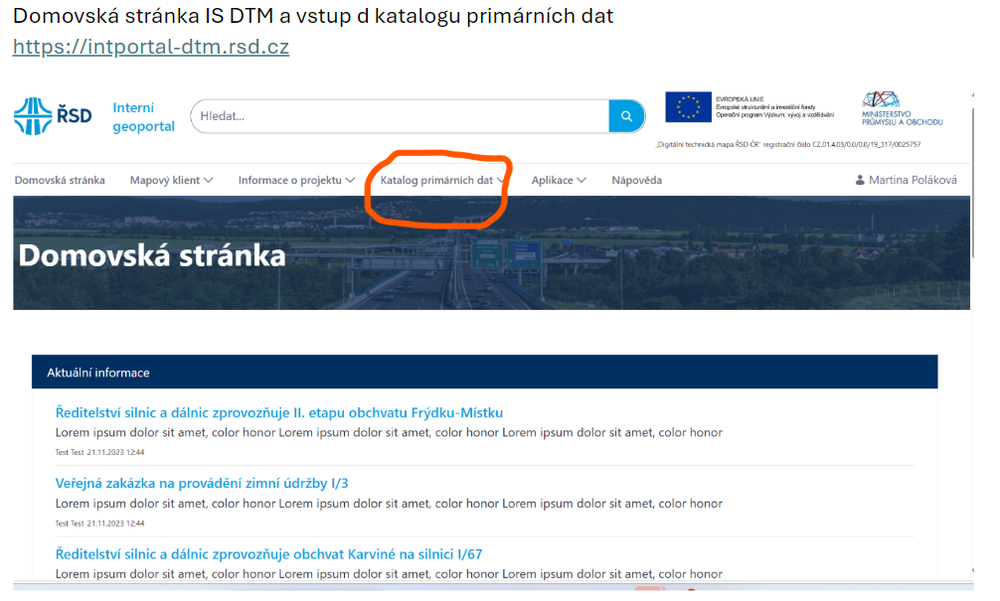 Domovská stránka IS DTM a vstup d katalogu primárních dat
https://intportal-dtm.rsd.cz
ŘSD
Interní
geoportal
Hledat...
EVROPSKÁ UNIE
Evropské strukturální a investiční fondy
Operační program Výzkum, vývoj a vzdělávání
MINISTERSTVO
PRŮMYSLU A OBCHODU
„Digitální technická mapa ŘSD ČR" registrační číslo CZ.01.4.05/0.0/0.0/19_317/0025757
Domovská stránka Mapový klient Informace o projektu Katalog primárních dat Aplikace Nápověda Martina Poláková
Domovská stránka
Aktuální informace
Ředitelství silnic a dálnic zprovozňuje II. etapu obchvatu Frýdku-Místku
Lorem ipsum dolor sit amet, color honor Lorem ipsum dolor sit amet, color honor Lorem ipsum dolor sit amet, color honor
Test Test 21.11.2023 12:44
Veřejná zakázka na provádění zimní údržby I/3
Lorem ipsum dolor sit amet, color honor Lorem ipsum dolor sit amet, color honor Lorem ipsum dolor sit amet, color honor
Test Test 21.11.2023 12:44
Ředitelství silnic a dálnic zprovozňuje obchvat Karviné na silnici I/67
Lorem ipsum dolor sit amet, color honor Lorem ipsum dolor sit amet, color honor Lorem ipsum dolor sit amet, color honor